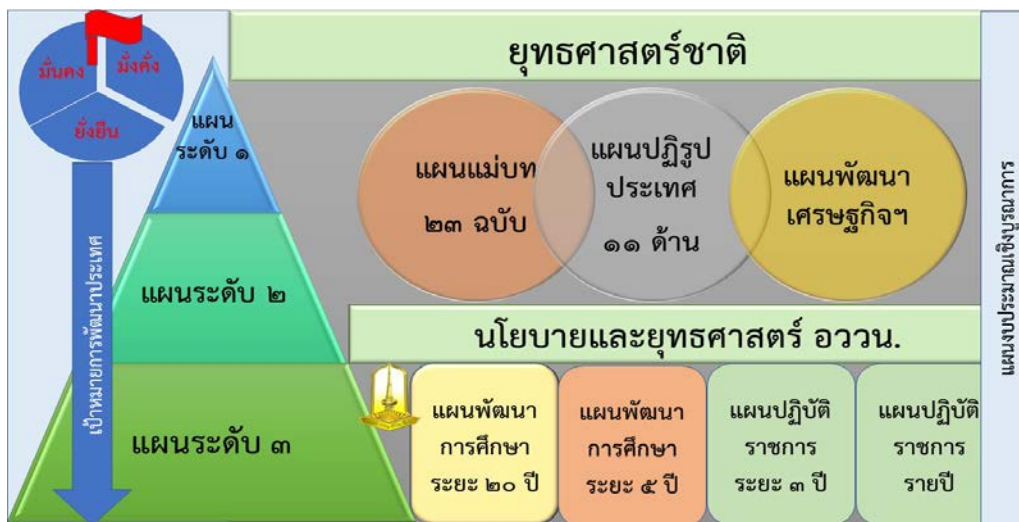 ยุทธศาสตร์ชาติ
มั่นคง
มั่งคั่ง
ยั่งยืน
แผน
ระดับ ๑
แผนแม่บท
๒๓ ฉบับ
แผนปฏิรูป
ประเทศ
๑๑ ด้าน
แผนพัฒนา
เศรษฐกิจฯ
แผนระดับ ๒
นโยบายและยุทธศาสตร์ อววน.
แผนระดับ ๓
แผนพัฒนา
การศึกษา
ระยะ ๒๐ ปี
แผนพัฒนา
การศึกษา
ระยะ ๕ ปี
แผนปฏิบัติ
ราชการ
ระยะ ๓ ปี
แผนปฏิบัติ
ราชการ
รายปี
เป้าหมายการพัฒนาประเทศ
แผนงบประมาณเชิงบูรณาการ